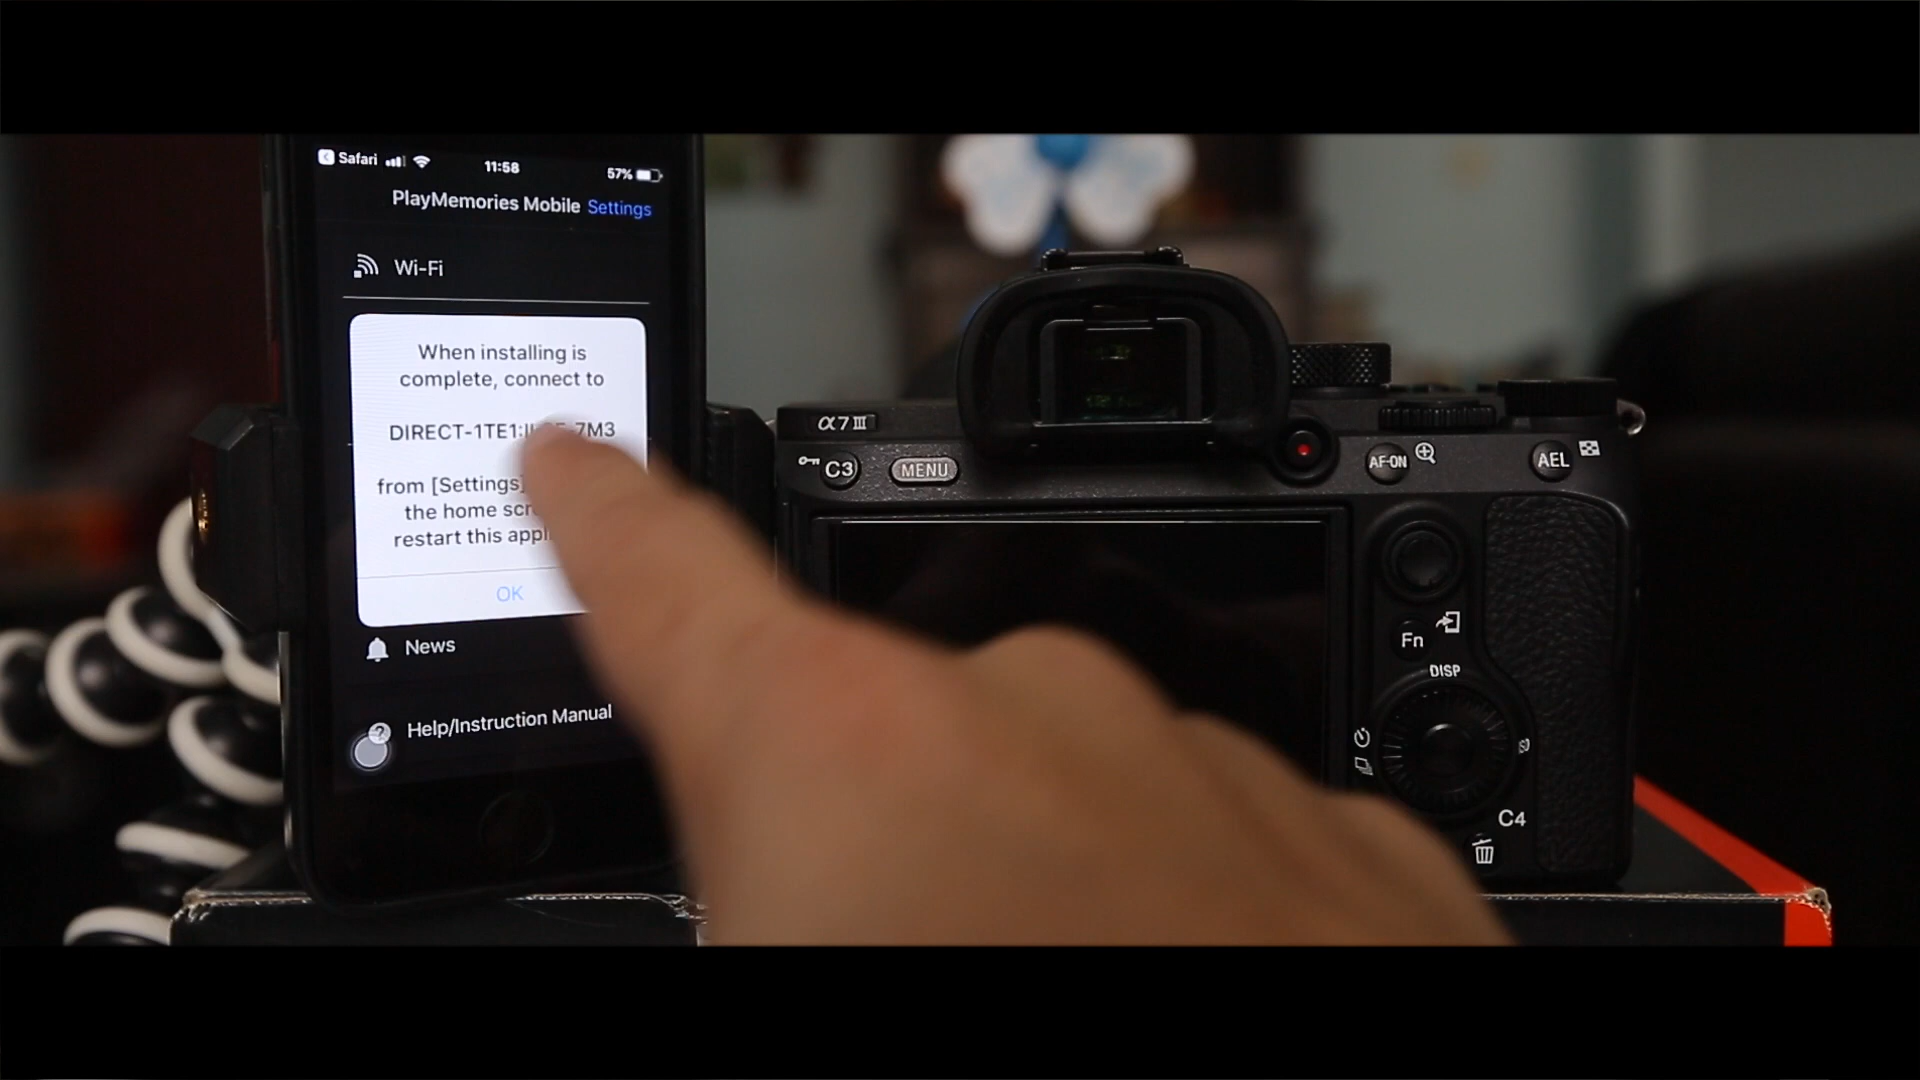 Safari 11:58 57%
PlayMemories Mobile Settings
Wi-Fi
When installing is
complete, connect to
DIRECT-1TE1: 7M3
from [Settings]
the home
restart this
OK
News
Help/Instruction Manual
α7III
C3 MENU
AF-ON
AEL
Fn
DISP
C4